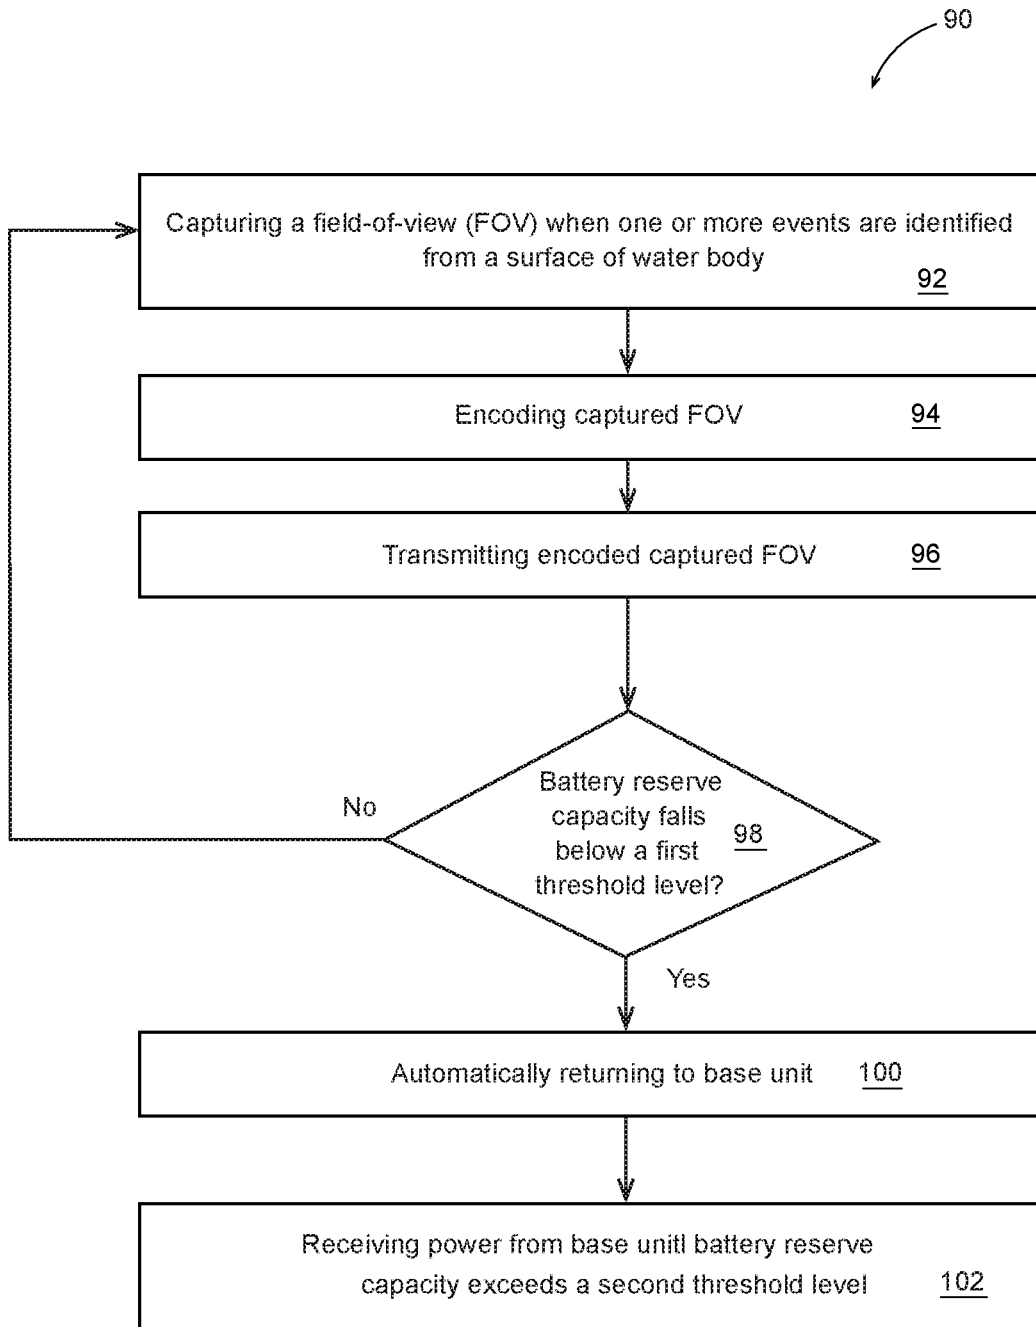 90
Capturing a field-of-view (FOV) when one or more events are identified
from a surface of water body
92
Encoding captured FOV 94
Transmitting encoded captured FOV 96
Battery reserve
capacity falls
below a first
threshold level?
98
No
Yes
Automatically returning to base unit 100
Receiving power from base unitl battery reserve
capacity exceeds a second threshold level 102